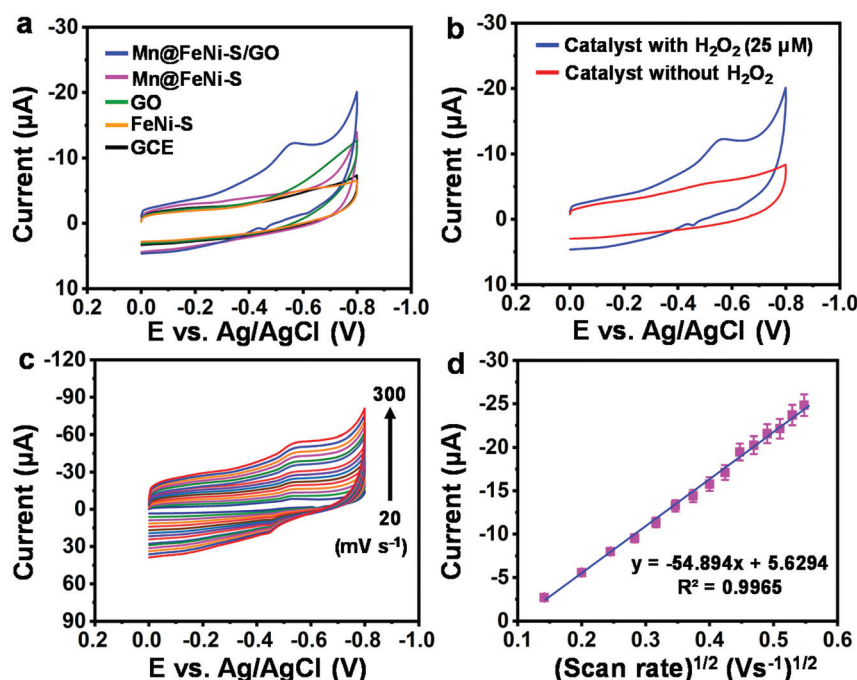 a
-30
-20
-10
0
10
Current (µA)
Mn@FeNi-S/GO
Mn@FeNi-S
GO
FeNi-S
GCE
0.2 0.0 -0.2 -0.4 -0.6 -0.8 -1.0
E vs. Ag/AgCl (V)
b
-30
-20
-10
0
10
Current (µA)
Catalyst with H₂O₂ (25 µM)
Catalyst without H₂O₂
0.2 0.0 -0.2 -0.4 -0.6 -0.8 -1.0
E vs. Ag/AgCl (V)
c
-120
-90
-60
-30
0
30
60
90
Current (µA)
300
20
(mV s⁻¹)
0.2 0.0 -0.2 -0.4 -0.6 -0.8 -1.0
E vs. Ag/AgCl (V)
d
-30
-25
-20
-15
-10
-5
0
Current (µA)
y = -54.894x + 5.6294
R² = 0.9965
0.1 0.2 0.3 0.4 0.5 0.6
(Scan rate)¹/² (Vs⁻¹)¹/²